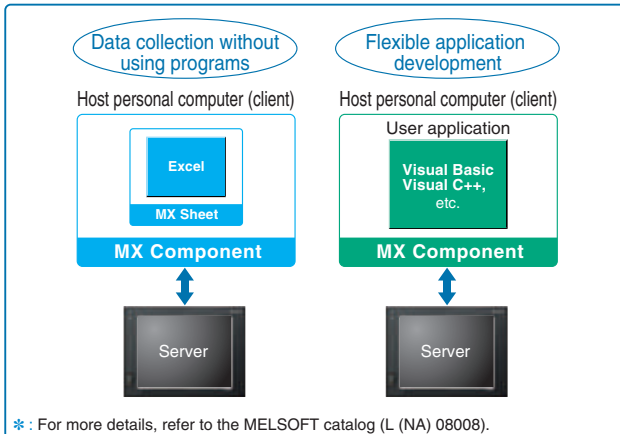 Data collection without
using programs
Host personal computer (client)
Excel
MX Sheet
MX Component
Server
Flexible application
development
Host personal computer (client)
User application
Visual Basic
Visual C++,
etc.
MX Component
Server
* : For more details, refer to the MELSOFT catalog (L (NA) 08008).